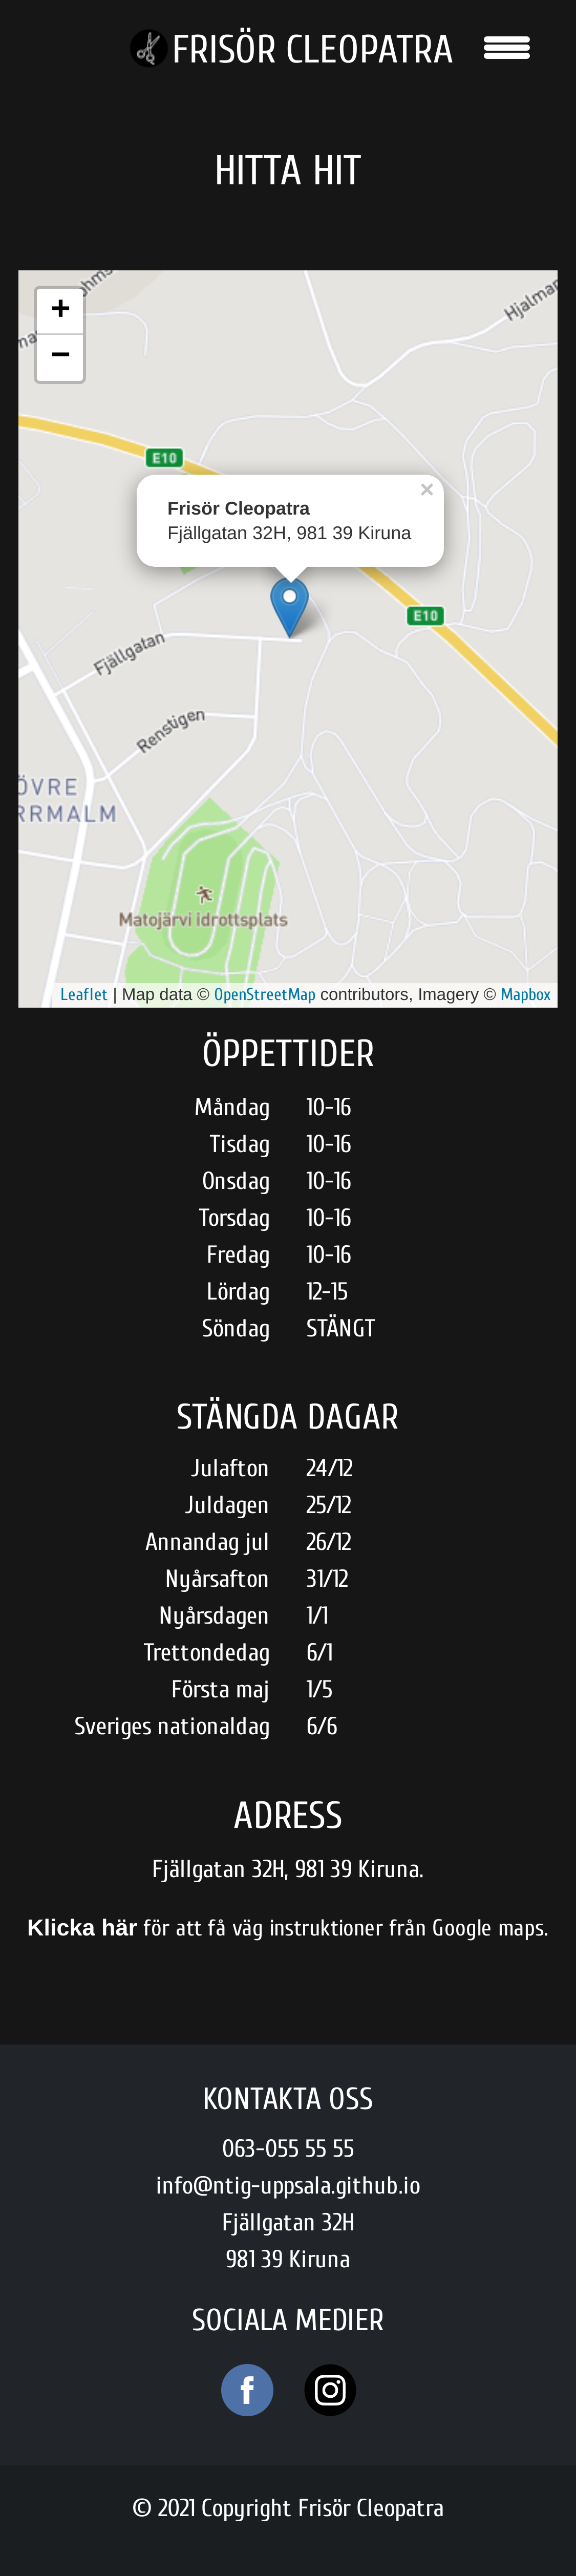 FRISÖR CLEOPATRA
HITTA HIT
+
−
Hjalmar
E10
×
Frisör Cleopatra
Fjällgatan 32H, 981 39 Kiruna
E10
Fjällgatan
Renstigen
ÖVRE
RRMALM
Matojärvi idrottsplats
Leaflet | Map data © OpenStreetMap contributors, Imagery © Mapbox
ÖPPETTIDER
Måndag 10-16
Tisdag 10-16
Onsdag 10-16
Torsdag 10-16
Fredag 10-16
Lördag 12-15
Söndag STÄNGT
STÄNGDA DAGAR
Julafton 24/12
Juldagen 25/12
Annandag jul 26/12
Nyårsafton 31/12
Nyårsdagen 1/1
Trettondedag 6/1
Första maj 1/5
Sveriges nationaldag 6/6
ADRESS
Fjällgatan 32H, 981 39 Kiruna.
Klicka här för att få väg instruktioner från Google maps.
KONTAKTA OSS
063-055 55 55
info@ntig-uppsala.github.io
Fjällgatan 32H
981 39 Kiruna
SOCIALA MEDIER
© 2021 Copyright Frisör Cleopatra